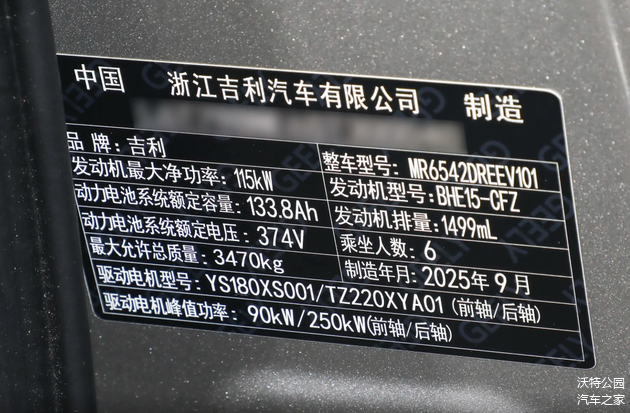 中国 浙江吉利汽车有限公司 制造
品牌:吉利
整车型号: MR6542DREEV101
发动机最大净功率: 115kW
发动机型号:BHE15-CFZ
动力电池系统额定容量: 133.8Ah
发动机排量: 1499mL
动力电池系统额定电压: 374V
乘坐人数: 6
最大允许总质量: 3470kg
制造年月: 2025年9月
驱动电机型号: YS180XS001/TZ220XYA01 (前轴/后轴)
驱动电机峰值功率: 90kW/250kW(前轴/后轴)
沃特公园
汽车之家